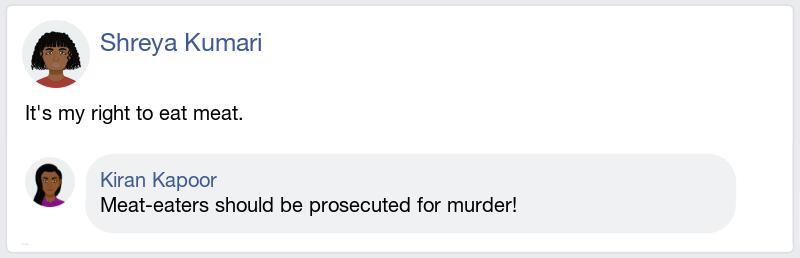 Shreya Kumari
It's my right to eat meat.
Kiran Kapoor
Meat-eaters should be prosecuted for murder!